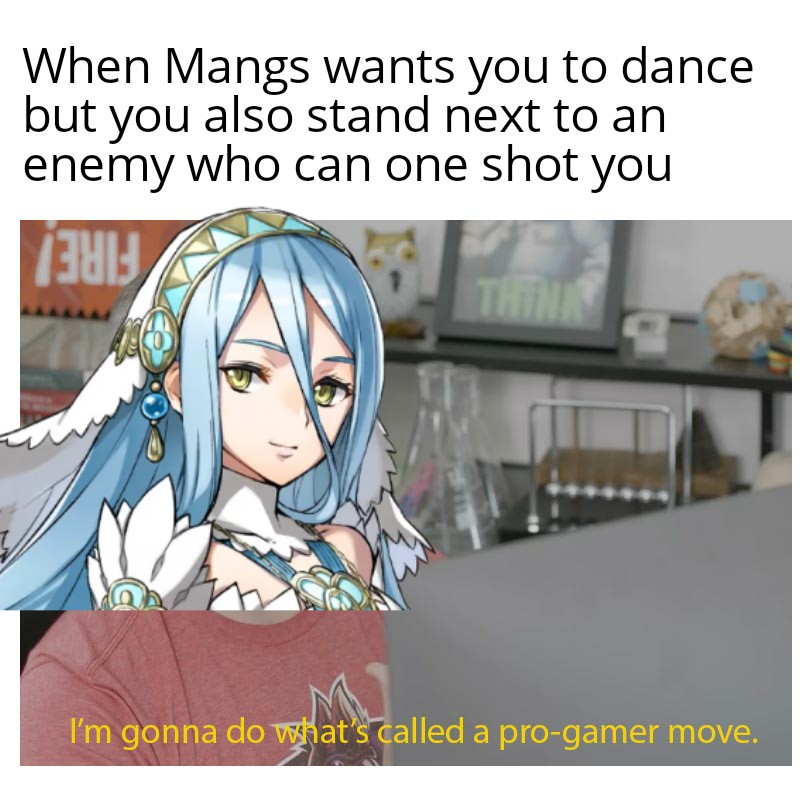 When Mangs wants you to dance
but you also stand next to an
enemy who can one shot you
FIRE!
THINK
I'm gonna do what's called a pro-gamer move.